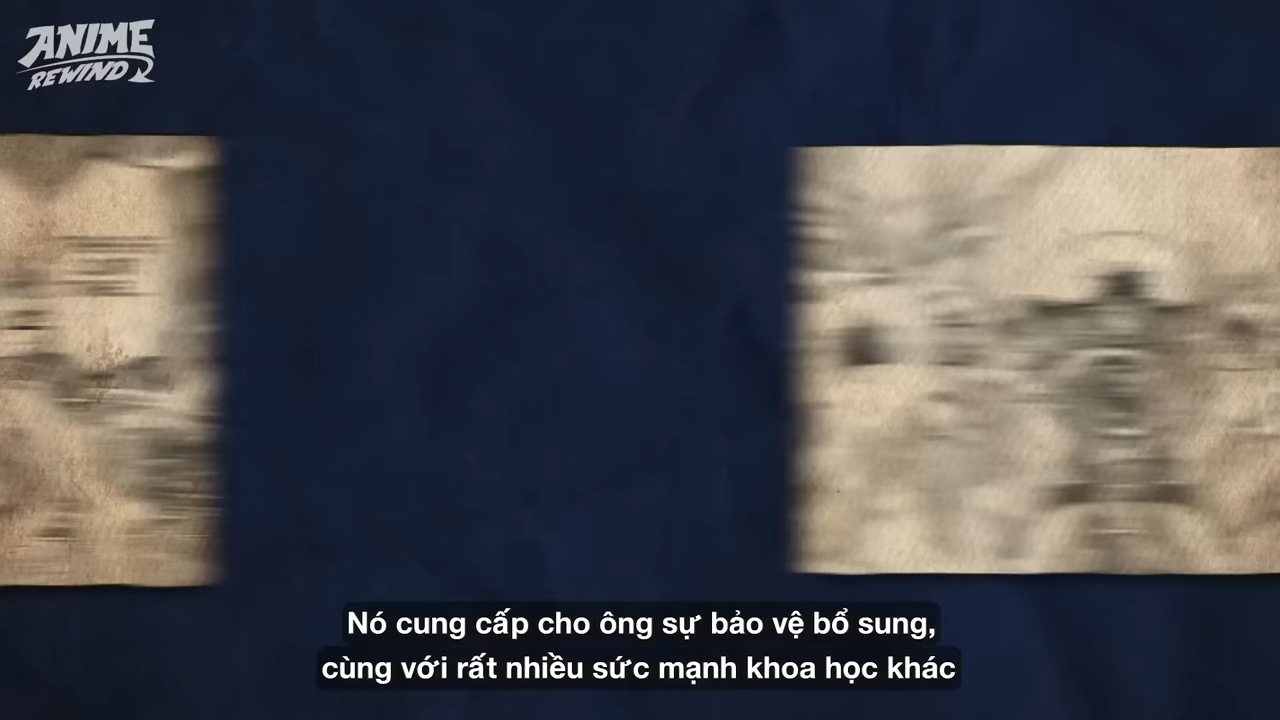 ANIME
REWIND
Nó cung cấp cho ông sự bảo vệ bổ sung,
cùng với rất nhiều sức mạnh khoa học khác